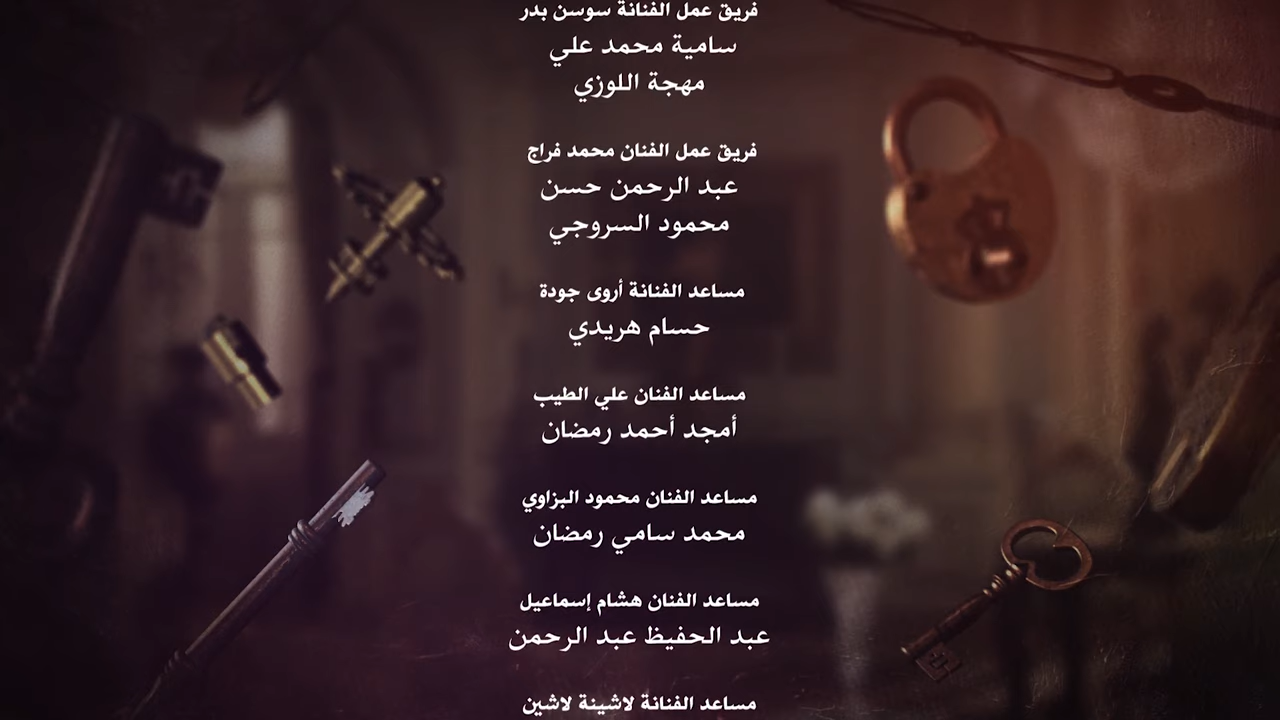 فريق عمل الفنانة سوسن بدر
سامية محمد علي
مهجة اللوزي
فريق عمل الفنان محمد فراج
عبد الرحمن حسن
محمود السروجي
مساعد الفنانة أروى جودة
حسام هريدي
مساعد الفنان علي الطيب
أمجد أحمد رمضان
مساعد الفنان محمود البزاوي
محمد سامي رمضان
مساعد الفنان هشام إسماعيل
عبد الحفيظ عبد الرحمن
مساعد الفنانة لاشينة لاشين